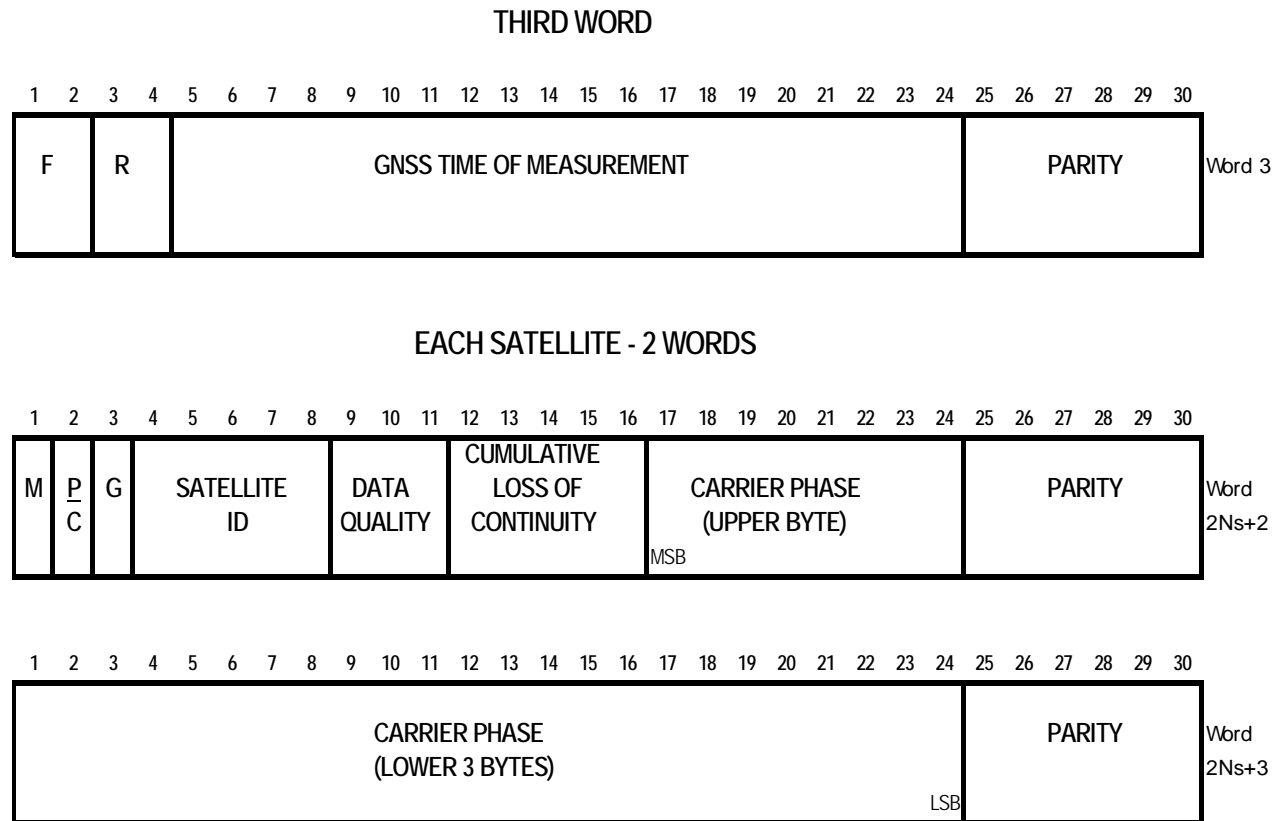 THIRD WORD
1 2 3 4 5 6 7 8 9 10 11 12 13 14 15 16 17 18 19 20 21 22 23 24 25 26 27 28 29 30
F R GNSS TIME OF MEASUREMENT PARITY Word 3
EACH SATELLITE - 2 WORDS
1 2 3 4 5 6 7 8 9 10 11 12 13 14 15 16 17 18 19 20 21 22 23 24 25 26 27 28 29 30
CUMULATIVE
M P G SATELLITE DATA LOSS OF CARRIER PHASE PARITY Word
C ID QUALITY CONTINUITY (UPPER BYTE) 2Ns+2
MSB
1 2 3 4 5 6 7 8 9 10 11 12 13 14 15 16 17 18 19 20 21 22 23 24 25 26 27 28 29 30
CARRIER PHASE PARITY Word
(LOWER 3 BYTES) 2Ns+3
LSB